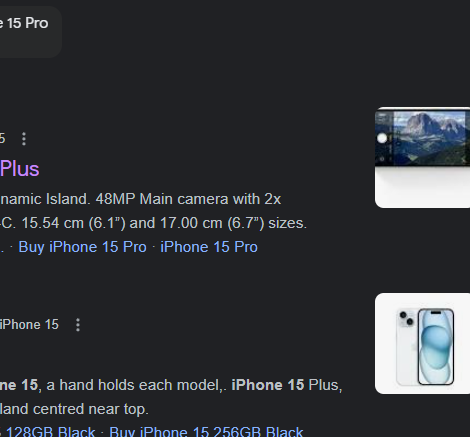 e 15 Pro
5
Plus
namic Island. 48MP Main camera with 2x
-C. 15.54 cm (6.1”) and 17.00 cm (6.7”) sizes.
. · Buy iPhone 15 Pro · iPhone 15 Pro
iPhone 15
ne 15, a hand holds each model,. iPhone 15 Plus,
land centred near top.
128GB Black · Buy iPhone 15 256GB Black